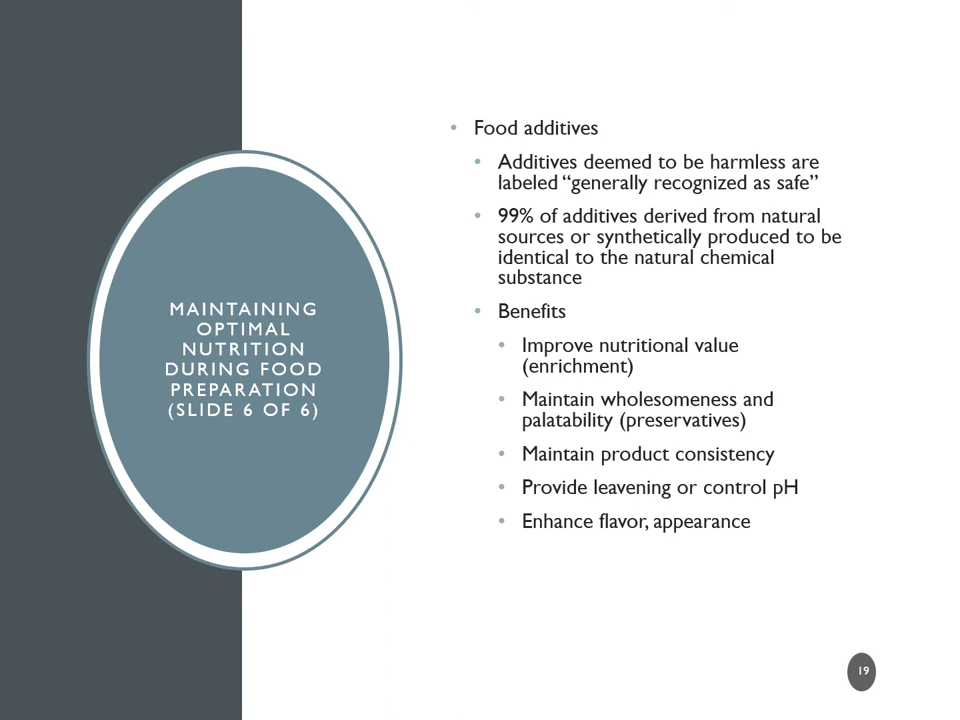 MAINTAINING
OPTIMAL
NUTRITION
DURING FOOD
PREPARATION
(SLIDE 6 OF 6)
• Food additives
• Additives deemed to be harmless are
labeled “generally recognized as safe”
• 99% of additives derived from natural
sources or synthetically produced to be
identical to the natural chemical
substance
• Benefits
• Improve nutritional value
(enrichment)
• Maintain wholesomeness and
palatability (preservatives)
• Maintain product consistency
• Provide leavening or control pH
• Enhance flavor, appearance
19